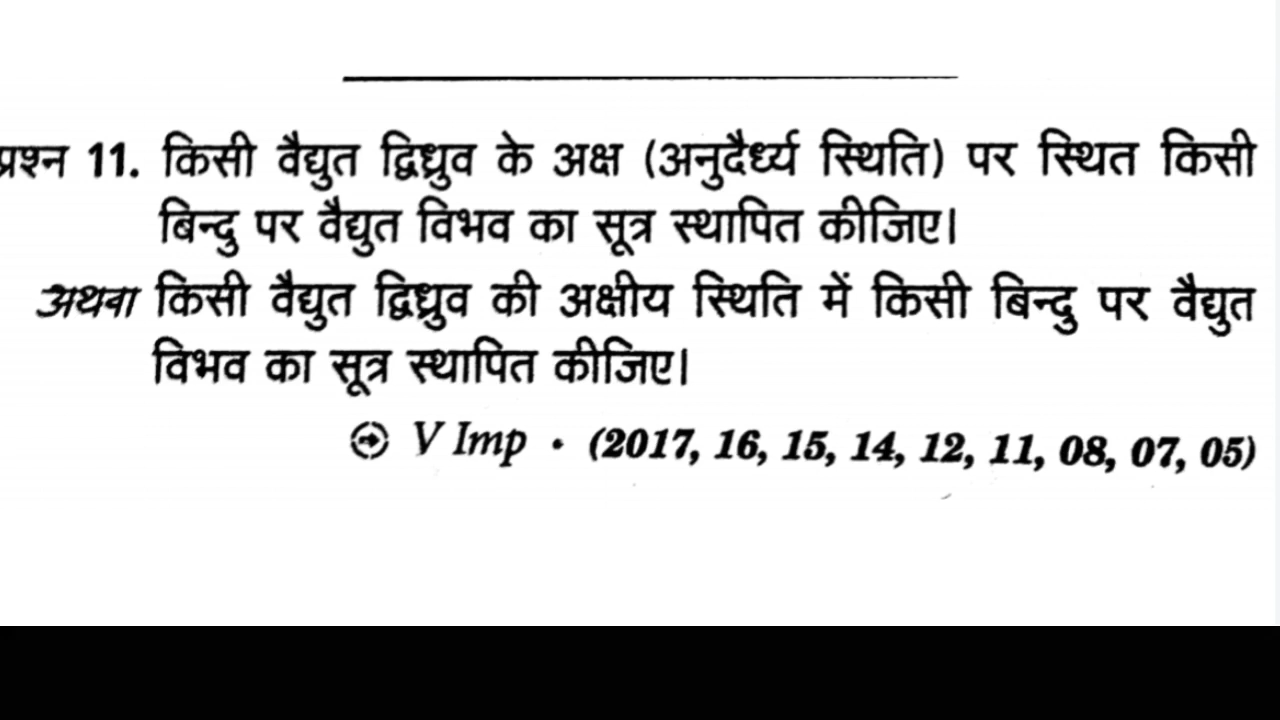 प्रश्न 11. किसी वैद्युत द्विध्रुव के अक्ष (अनुदैर्ध्य स्थिति) पर स्थित किसी
बिन्दु पर वैद्युत विभव का सूत्र स्थापित कीजिए।
अथवा किसी वैद्युत द्विध्रुव की अक्षीय स्थिति में किसी बिन्दु पर वैद्युत
विभव का सूत्र स्थापित कीजिए।
V Imp • (2017, 16, 15, 14, 12, 11, 08, 07, 05)